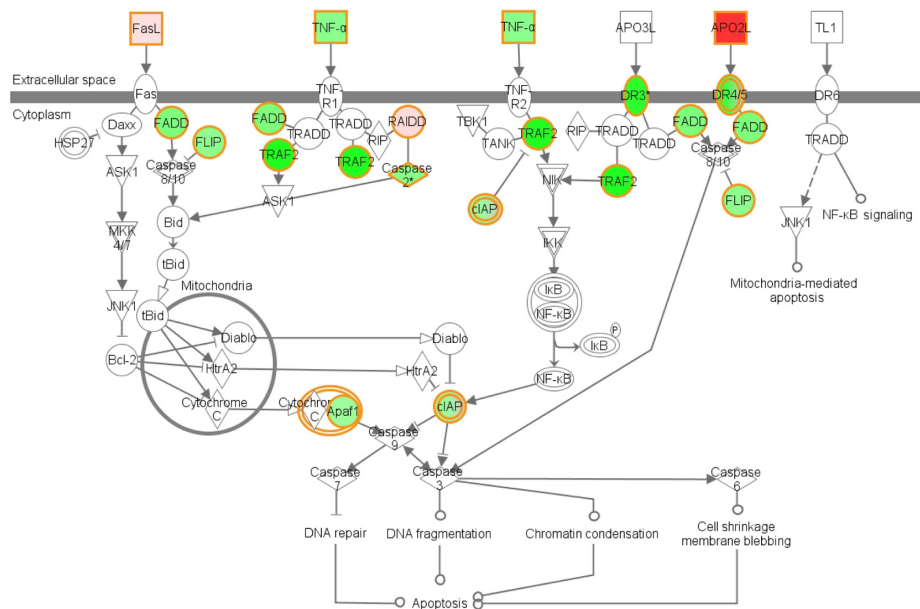 FasL
TNF-α
TNF-α
APO3L
APO2L
TL1
Extracellular space
Cytoplasm
Fas
TNF-
R1
TNF-
R2
DR3*
DR4/5
DR6
Daxx
HSP27
FADD
FLIP
Caspase
8/10
FADD
TRADD
TRAF2
TRADD
RIP
RAIDD
TRAF2
Caspase
2*
TBK1
TANK
TRAF2
RIP
TRADD
TRADD
FADD
FADD
Caspase
8/10
TRADD
ASK1
Bid
ASK1
cIAP
NIK
TRAF2
FLIP
JNK1
NF-κB signaling
MKK
4/7
tBid
IKK
Mitochondria-mediated
apoptosis
JNK1
Mitochondria
tBid
IκB
NF-κB
P
IκB
Bcl-2
Diablo
HtrA2
Cytochrome
C
Diablo
HtrA2
NF-κB
Cytochrome
C
Apaf1
cIAP
Caspase
9
Caspase
7
Caspase
3
Caspase
6
DNA repair
DNA fragmentation
Chromatin condensation
Cell shrinkage
membrane blebbing
Apoptosis